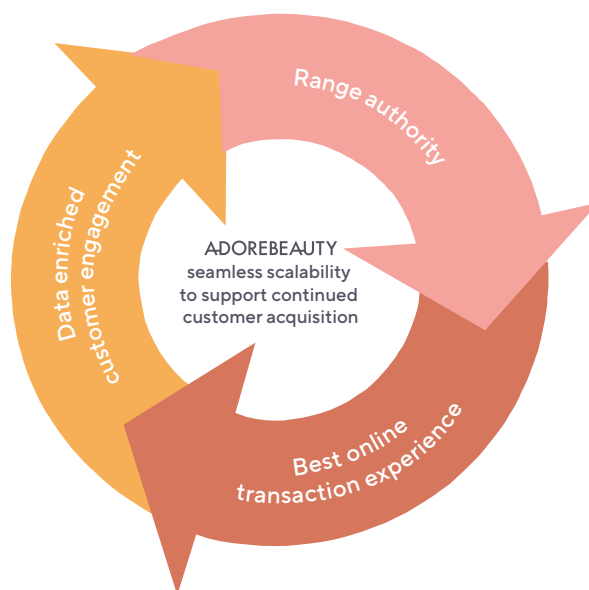 Range authority
Data enriched
customer engagement
ADOREBEAUTY
seamless scalability
to support continued
customer acquisition
Best online
transaction experience